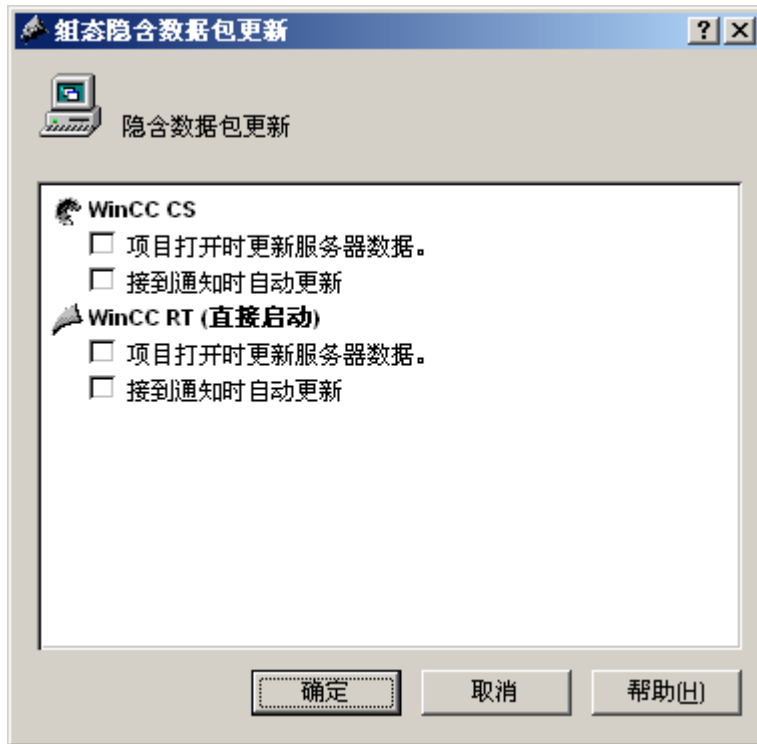 组态隐含数据包更新
隐含数据包更新
WinCC CS
项目打开时更新服务器数据。
接到通知时自动更新
WinCC RT (直接启动)
项目打开时更新服务器数据。
接到通知时自动更新
确定 取消 帮助(H)